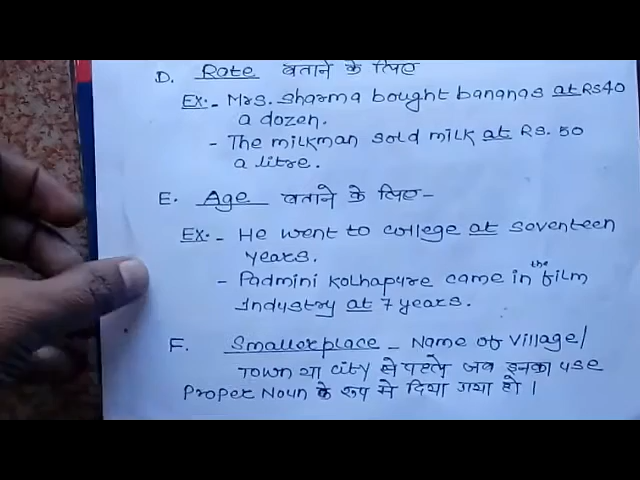 D. Rate बताने के लिए
Ex:- Mrs. Sharma bought bananas at Rs40
a dozen.
- The milkman sold milk at Rs. 50
a litre.
E. Age बताने के लिए-
Ex:- He went to college at soventeen
years.
- Padmini Kolhapure came in the film
Industry at 7 years.
F. Smaller place - Name of village/
Town या city से पहले जब इनका use
Proper Noun के रूप में दिया गया हो।